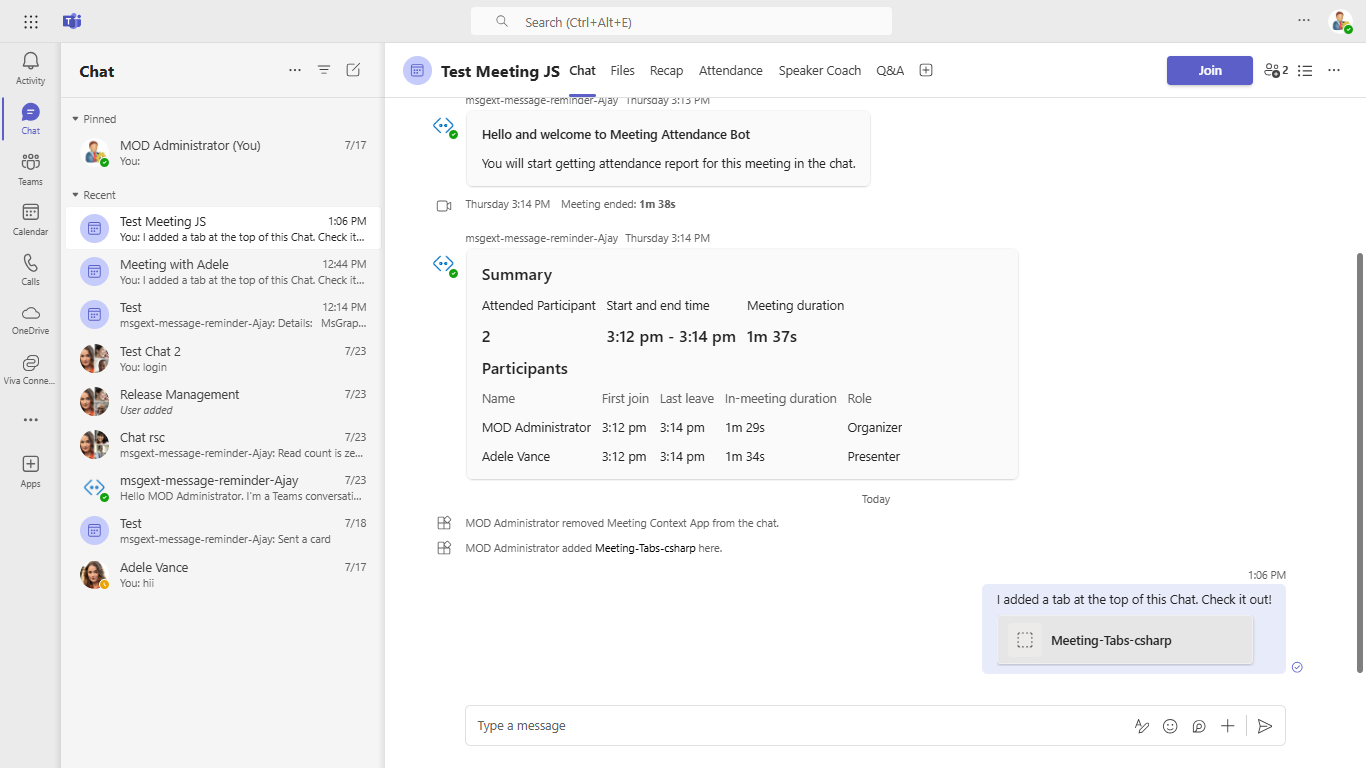 Search (Ctrl+Alt+E)
Activity
Chat
Teams
Calendar
Calls
OneDrive
Viva Conne...
Apps
Chat
Pinned
MOD Administrator (You) 7/17
You:
Recent
Test Meeting JS 1:06 PM
You: I added a tab at the top of this Chat. Check it...
Meeting with Adele 12:44 PM
You: I added a tab at the top of this Chat. Check it...
Test 12:14 PM
msgext-message-reminder-Ajay: Details: MsGrap...
Test Chat 2 7/23
You: login
Release Management 7/23
User added
Chat rsc 7/23
msgext-message-reminder-Ajay: Read count is ze...
msgext-message-reminder-Ajay 7/23
Hello MOD Administrator. I'm a Teams conversati...
Test 7/18
msgext-message-reminder-Ajay: Sent a card
Adele Vance 7/17
You: hii
Test Meeting JS Chat Files Recap Attendance Speaker Coach Q&A Join 2
msgext-message-reminder-Ajay Thursday 3:13 PM
Hello and welcome to Meeting Attendance Bot
You will start getting attendance report for this meeting in the chat.
Thursday 3:14 PM Meeting ended: 1m 38s
msgext-message-reminder-Ajay Thursday 3:14 PM
Summary
Attended Participant Start and end time Meeting duration
2 3:12 pm - 3:14 pm 1m 37s
Participants
Name First join Last leave In-meeting duration Role
MOD Administrator 3:12 pm 3:14 pm 1m 29s Organizer
Adele Vance 3:12 pm 3:14 pm 1m 34s Presenter
Today
MOD Administrator removed Meeting Context App from the chat.
MOD Administrator added Meeting-Tabs-csharp here.
1:06 PM
I added a tab at the top of this Chat. Check it out!
Meeting-Tabs-csharp
Type a message